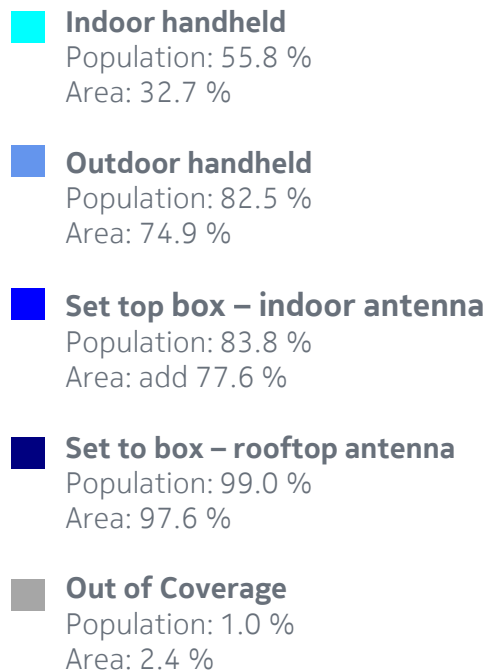 Indoor handheld
Population: 55.8 %
Area: 32.7 %
Outdoor handheld
Population: 82.5 %
Area: 74.9 %
Set top box – indoor antenna
Population: 83.8 %
Area: add 77.6 %
Set to box – rooftop antenna
Population: 99.0 %
Area: 97.6 %
Out of Coverage
Population: 1.0 %
Area: 2.4 %